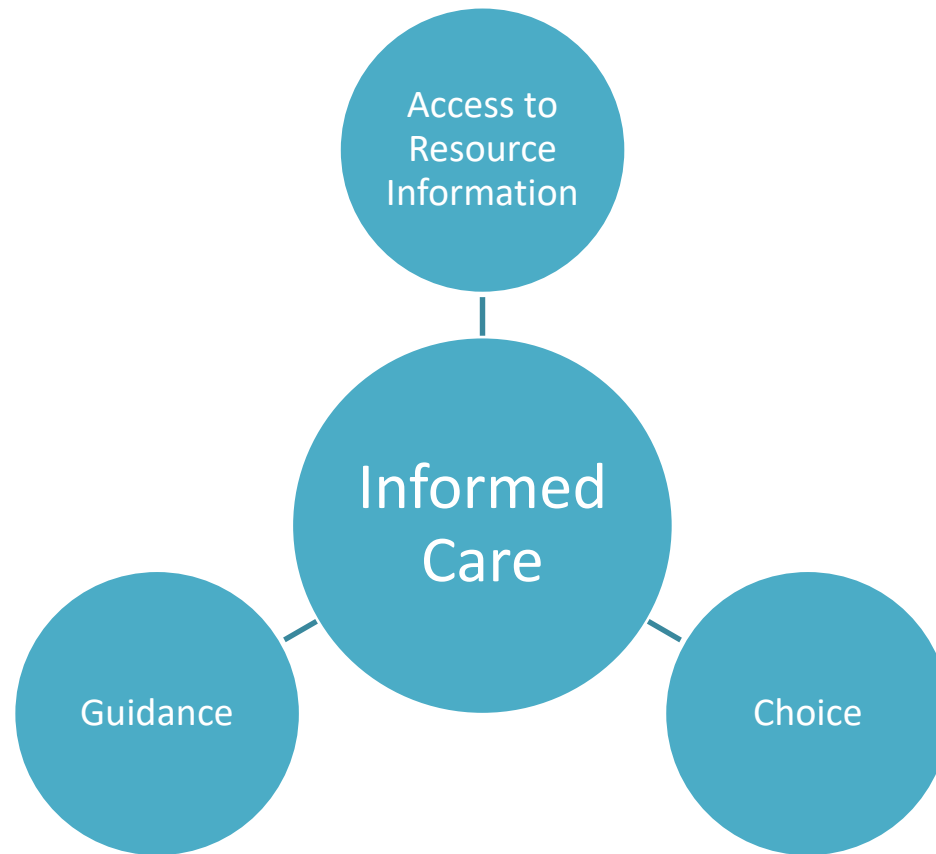 Access to
Resource
Information
Informed
Care
Guidance
Choice